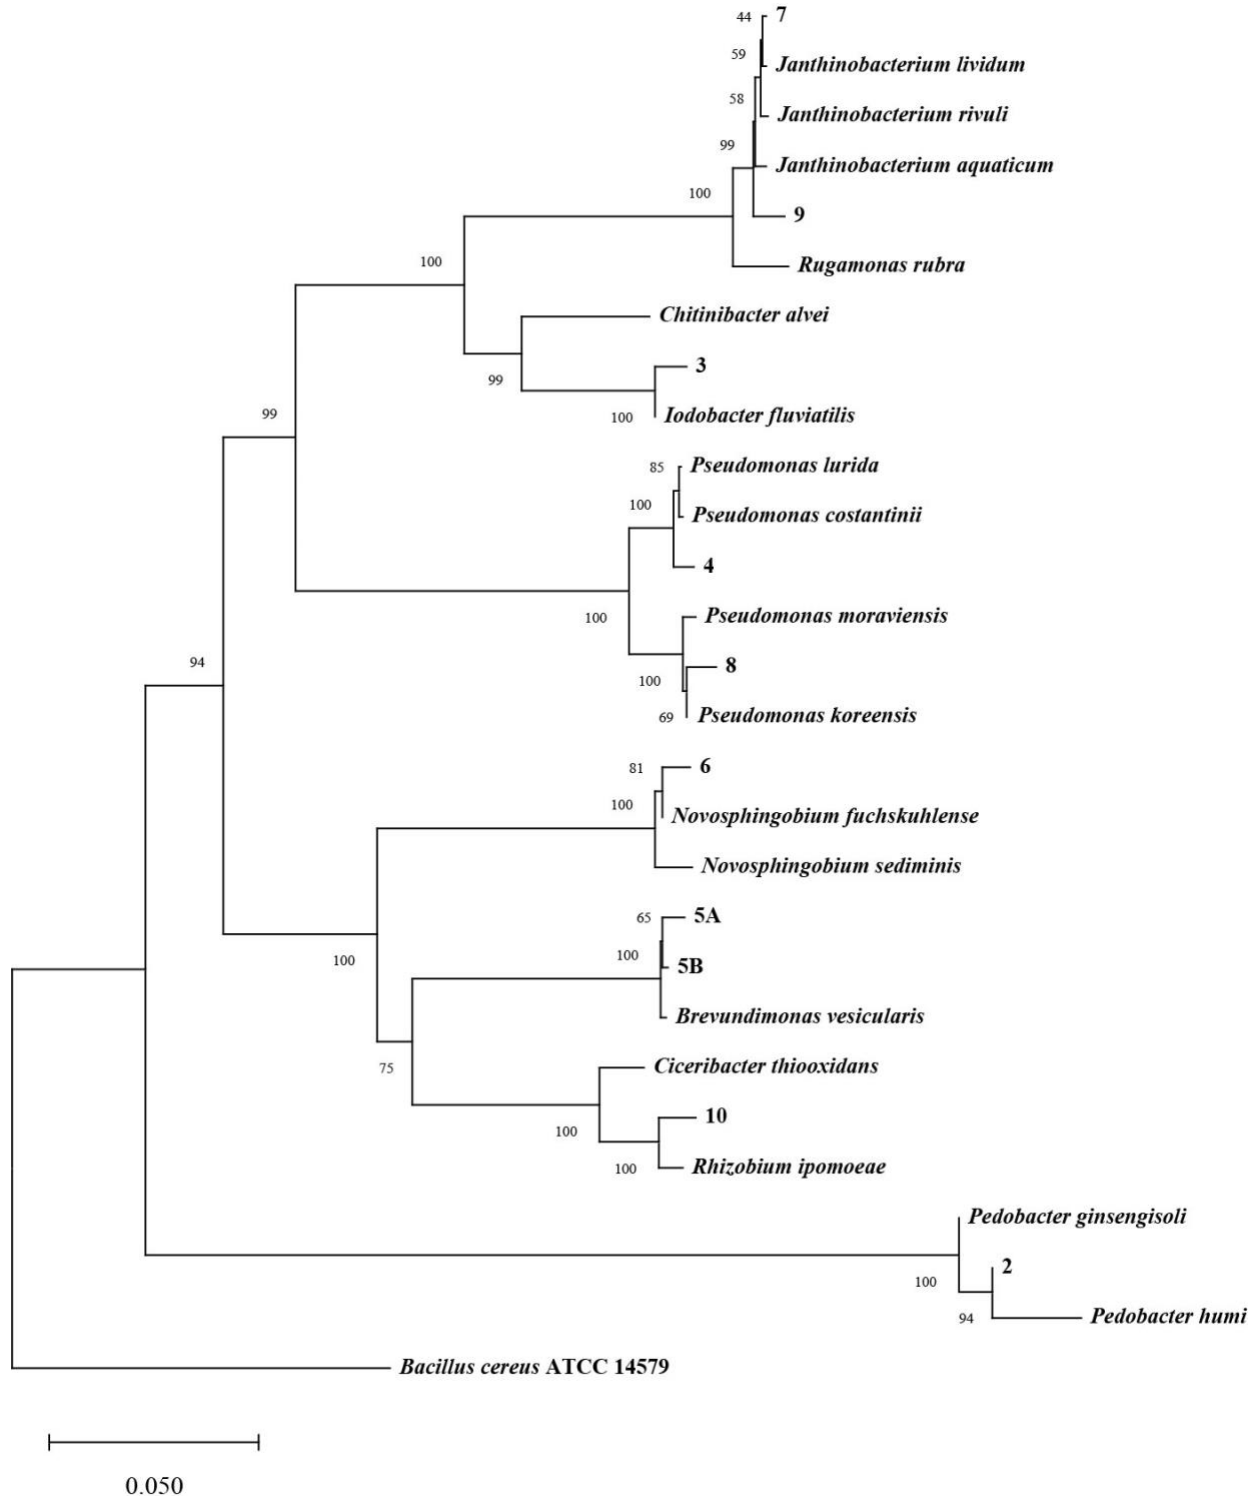 44
7
59
Janthinobacterium lividum
58
Janthinobacterium rivuli
99
Janthinobacterium aquaticum
100
9
100
Rugamonas rubra
Chitinibacter alvei
3
99
100
Iodobacter fluviatilis
99
85
Pseudomonas lurida
100
Pseudomonas costantinii
4
100
Pseudomonas moraviensis
94
8
100
69
Pseudomonas koreensis
81
6
100
Novosphingobium fuchskuhlense
Novosphingobium sediminis
65
5A
100
5B
100
Brevundimonas vesicularis
75
Ciceribacter thiooxidans
10
100
100
Rhizobium ipomoeae
Pedobacter ginsengisoli
2
100
94
Pedobacter humi
Bacillus cereus ATCC 14579
0.050